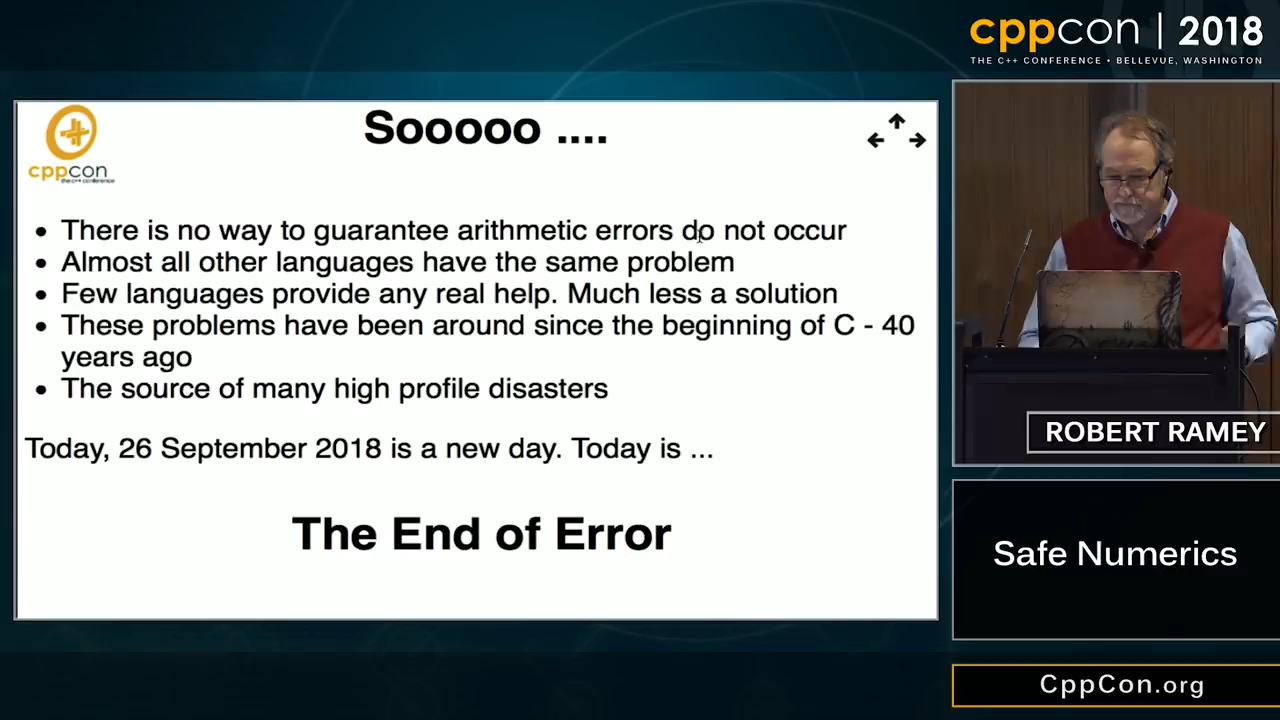 cppcon | 2018
THE C++ CONFERENCE • BELLEVUE, WASHINGTON
cppcon
the c++ conference
Sooooo ....
• There is no way to guarantee arithmetic errors do not occur
• Almost all other languages have the same problem
• Few languages provide any real help. Much less a solution
• These problems have been around since the beginning of C - 40
years ago
• The source of many high profile disasters
Today, 26 September 2018 is a new day. Today is ...
The End of Error
ROBERT RAMEY
Safe Numerics
CppCon.org